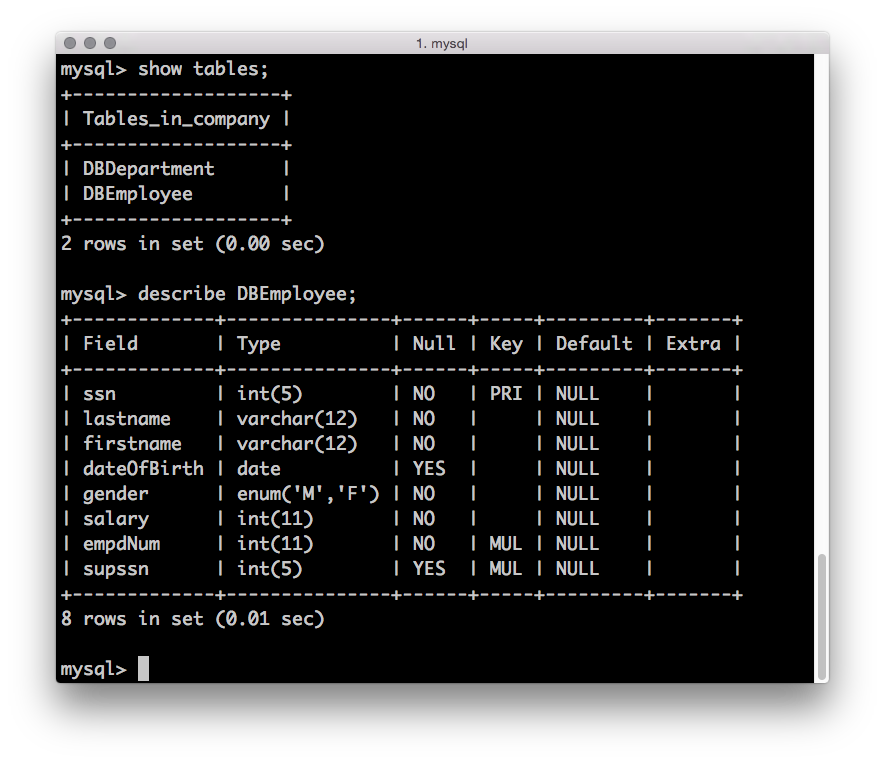 1. mysql
mysql> show tables;
+-------------------+
| Tables_in_company |
+-------------------+
| DBDepartment      |
| DBEmployee        |
+-------------------+
2 rows in set (0.00 sec)

mysql> describe DBEmployee;
+-------------+---------------+------+-----+---------+-------+
| Field       | Type          | Null | Key | Default | Extra |
+-------------+---------------+------+-----+---------+-------+
| ssn         | int(5)        | NO   | PRI | NULL    |       |
| lastname    | varchar(12)   | NO   |     | NULL    |       |
| firstname   | varchar(12)   | NO   |     | NULL    |       |
| dateOfBirth | date          | YES  |     | NULL    |       |
| gender      | enum('M','F') | NO   |     | NULL    |       |
| salary      | int(11)       | NO   |     | NULL    |       |
| empdNum     | int(11)       | NO   | MUL | NULL    |       |
| supssn      | int(5)        | YES  | MUL | NULL    |       |
+-------------+---------------+------+-----+---------+-------+
8 rows in set (0.01 sec)

mysql>